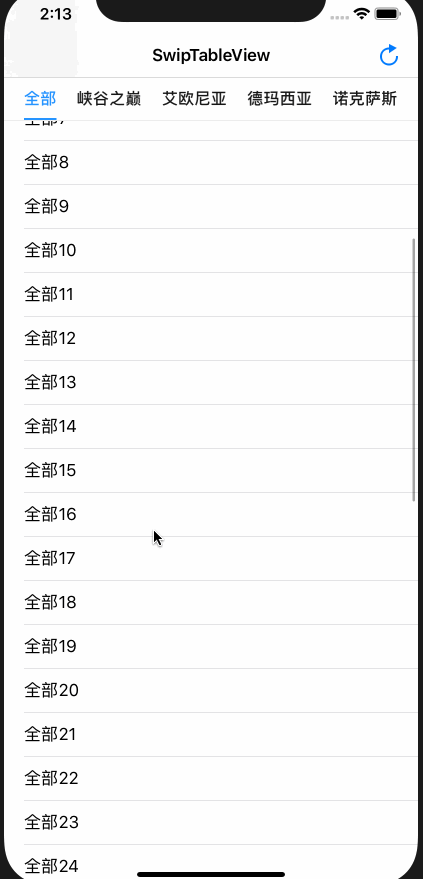 2:13
SwipTableView
全部 峡谷之巅 艾欧尼亚 德玛西亚 诺克萨斯
全部7
全部8
全部9
全部10
全部11
全部12
全部13
全部14
全部15
全部16
全部17
全部18
全部19
全部20
全部21
全部22
全部23
全部24